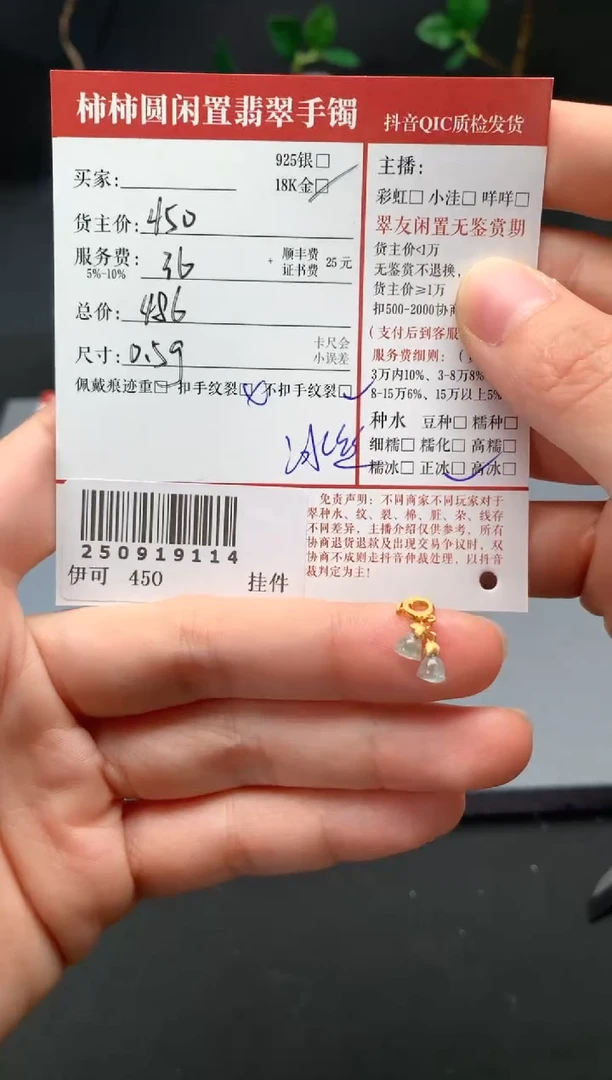 柿柿圆闲置翡翠手镯
抖音QIC质检发货
925银□
18K金□
买家:
货主价: 450
服务费: 36
5%-10%
+ 顺丰费 证书费 25元
总价: 486
尺寸: 0.5g
卡尺会
小误差
佩戴痕迹重□ 扣手纹裂□ 不扣手纹裂□
主播:
彩虹□ 小洼□ 咩咩□
翠友闲置无鉴赏期
货主价<1万
无鉴赏不退换,
货主价≥1万
扣500-2000协商
(支付后到客服
服务费细则:(
3万内10%、3-8万8%
8-15万6%、15万以上5%
种水 豆种□ 糯种□
细糯□ 糯化□ 高糯□
糯冰□ 正冰□ 高冰□
250919114
伊可 450 挂件
免责声明:不同商家不同玩家对于
翠种水、纹、裂、棉、脏、杂、线存
不同差异,主播介绍仅供参考,所有
协商退货退款及出现交易争议时,双
协商不成则走抖音仲裁处理,以抖音
裁判定为主!